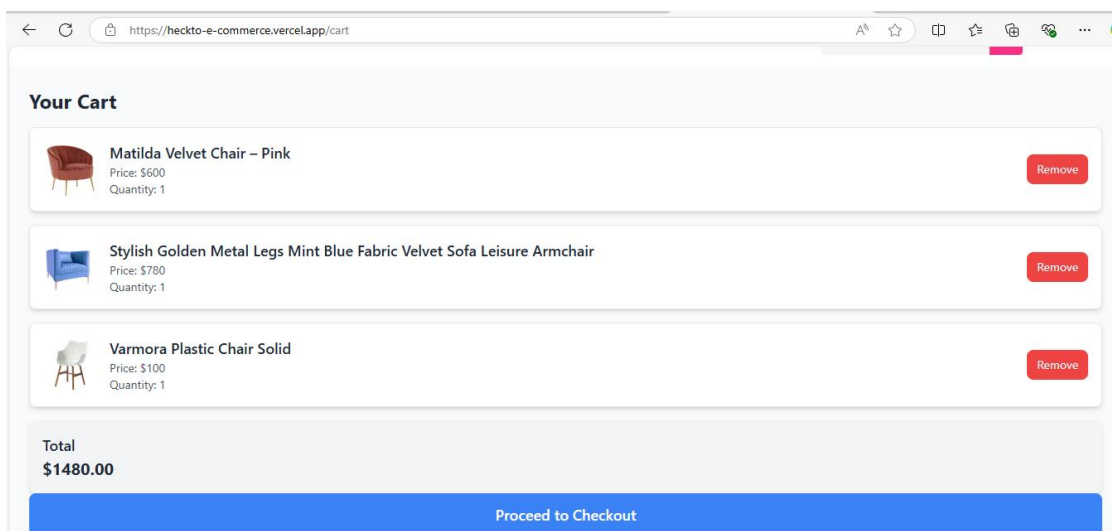 https://heckto-e-commerce.vercel.app/cart
Your Cart
Matilda Velvet Chair – Pink
Price: $600
Quantity: 1
Remove
Stylish Golden Metal Legs Mint Blue Fabric Velvet Sofa Leisure Armchair
Price: $780
Quantity: 1
Remove
Varmora Plastic Chair Solid
Price: $100
Quantity: 1
Remove
Total
$1480.00
Proceed to Checkout